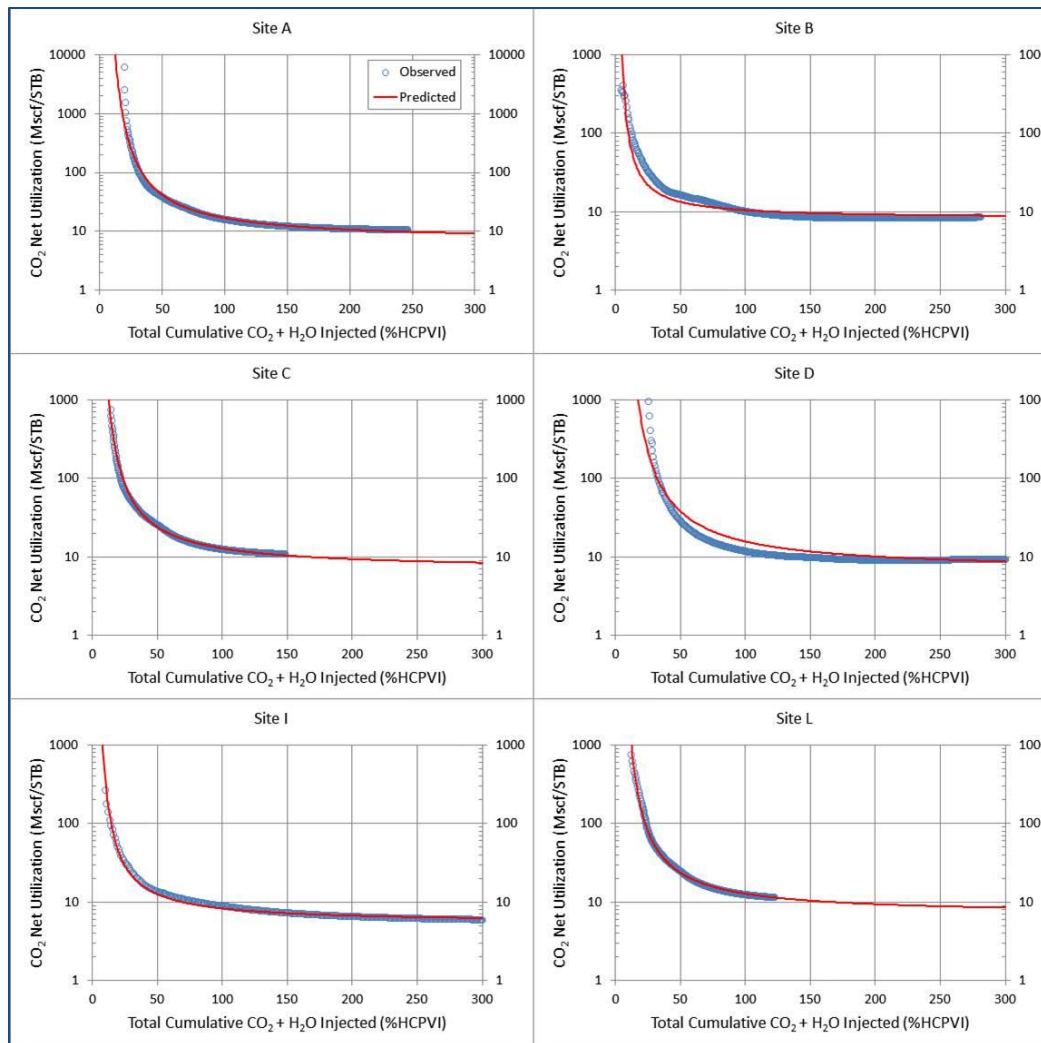 Site A
10000 10000
Observed
Predicted
1000 1000
100 100
10 10
1 1
0 50 100 150 200 250 300
CO₂ Net Utilization (Mscf/STB)
Total Cumulative CO₂ + H₂O Injected (%HCPVI)
Site B
1000 100
100 100
10 10
1 1
0 50 100 150 200 250 300
CO₂ Net Utilization (Mscf/STB)
Total Cumulative CO₂ + H₂O Injected (%HCPVI)
Site C
1000 1000
100 100
10 10
1 1
0 50 100 150 200 250 300
CO₂ Net Utilization (Mscf/STB)
Total Cumulative CO₂ + H₂O Injected (%HCPVI)
Site D
1000 100
100 100
10 10
1 1
0 50 100 150 200 250 300
CO₂ Net Utilization (Mscf/STB)
Total Cumulative CO₂ + H₂O Injected (%HCPVI)
Site I
1000 1000
100 100
10 10
1 1
0 50 100 150 200 250 300
CO₂ Net Utilization (Mscf/STB)
Total Cumulative CO₂ + H₂O Injected (%HCPVI)
Site L
1000 100
100 100
10 10
1 1
0 50 100 150 200 250 300
CO₂ Net Utilization (Mscf/STB)
Total Cumulative CO₂ + H₂O Injected (%HCPVI)